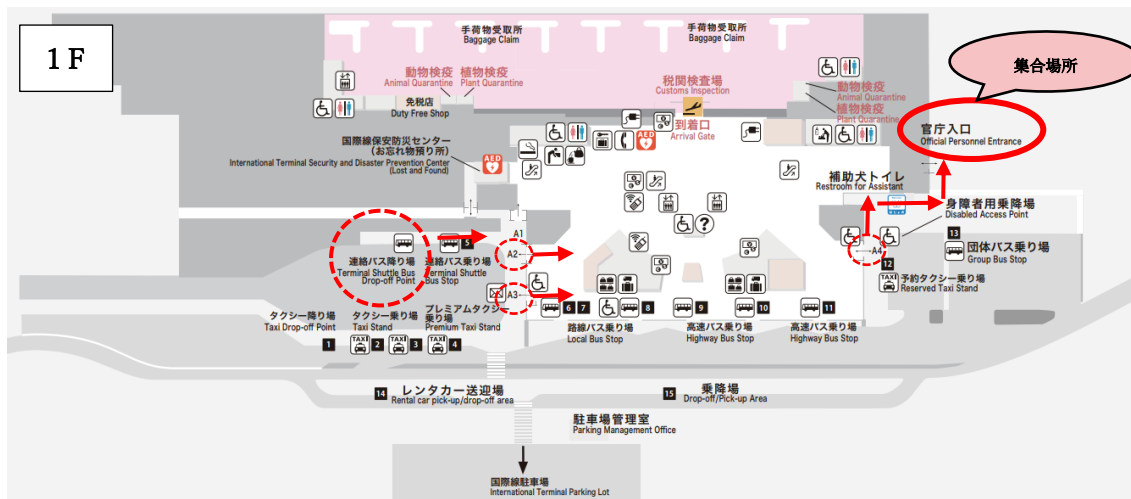 1F
手荷物受取所
Baggage Claim
手荷物受取所
Baggage Claim
集合場所
動物検疫
Animal Quarantine
植物検疫
Plant Quarantine
税関検査場
Customs Inspection
動物検疫
Animal Quarantine
植物検疫
Plant Quarantine
免税店
Duty Free Shop
到着口
Arrival Gate
官庁入口
Official Personnel Entrance
国際線保安防災センター
(お忘れ物預り所)
International Terminal Security and Disaster Prevention Center
(Lost and Found)
AED
AED
補助犬トイレ
Restroom for Assistant
身障者用乗降場
Disabled Access Point
A1
A2
A3
A4
?
5
連絡バス降り場
Terminal Shuttle Bus
Drop-off Point
連絡バス乗り場
Terminal Shuttle
Bus Stop
13
団体バス乗り場
Group Bus Stop
12
予約タクシー乗り場
Reserved Taxi Stand
タクシー降り場
Taxi Drop-off Point
1
タクシー乗り場
Taxi Stand
TAXI
2
TAXI
3
プレミアムタクシー
乗り場
Premium Taxi Stand
TAXI
4
6
7
8
路線バス乗り場
Local Bus Stop
9
高速バス乗り場
Highway Bus Stop
10
11
高速バス乗り場
Highway Bus Stop
TAXI
14
レンタカー送迎場
Rental car pick-up/drop-off area
15
乗降場
Drop-off/Pick-up Area
駐車場管理室
Parking Management Office
国際線駐車場
International Terminal Parking Lot